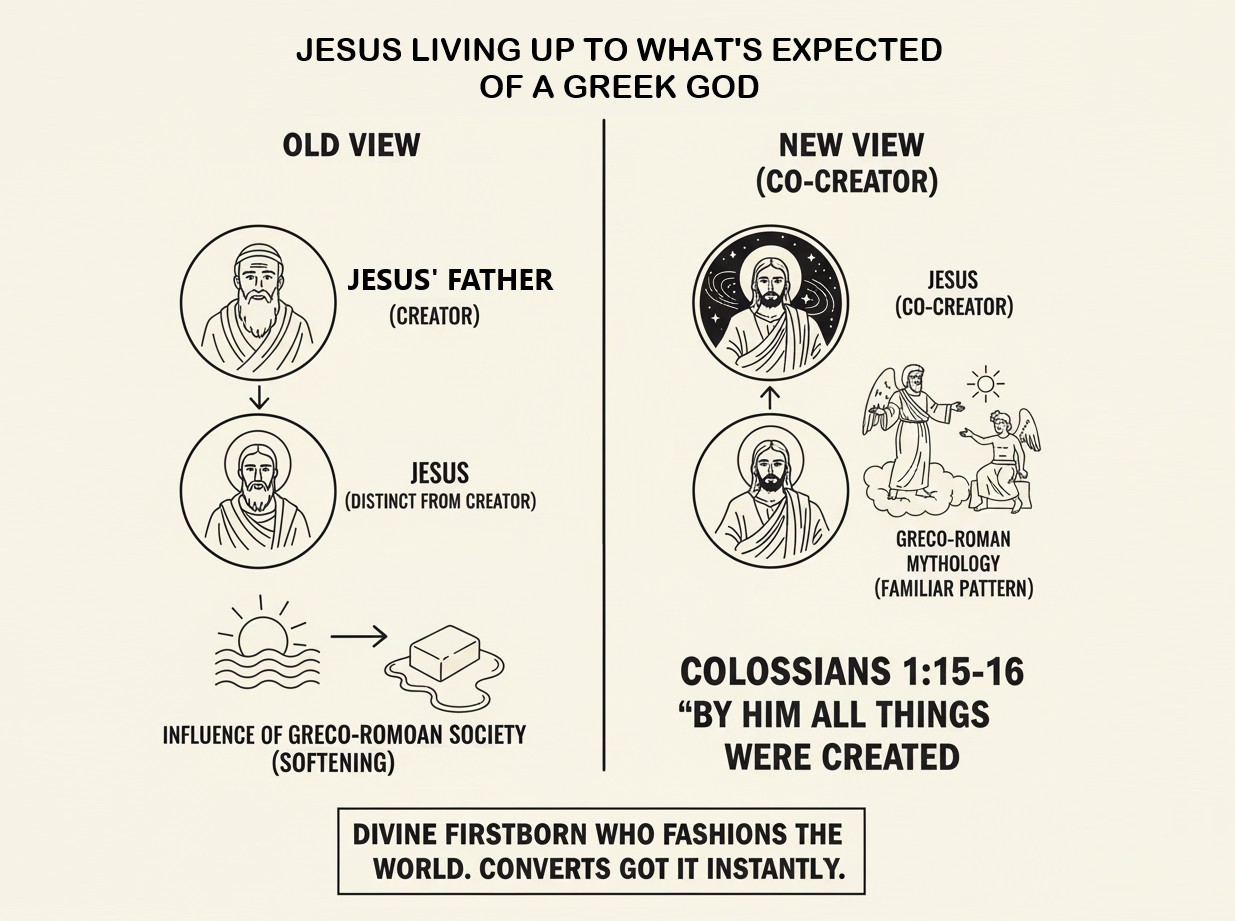 JESUS LIVING UP TO WHAT'S EXPECTED
OF A GREEK GOD
OLD VIEW
JESUS' FATHER
(CREATOR)
JESUS
(DISTINCT FROM CREATOR)
INFLUENCE OF GRECO-ROMOAN SOCIETY
(SOFTENING)
NEW VIEW
(CO-CREATOR)
JESUS
(CO-CREATOR)
GRECO-ROMAN
MYTHOLOGY
(FAMILIAR PATTERN)
COLOSSIANS 1:15-16
“BY HIM ALL THINGS
WERE CREATED
DIVINE FIRSTBORN WHO FASHIONS THE
WORLD. CONVERTS GOT IT INSTANTLY.